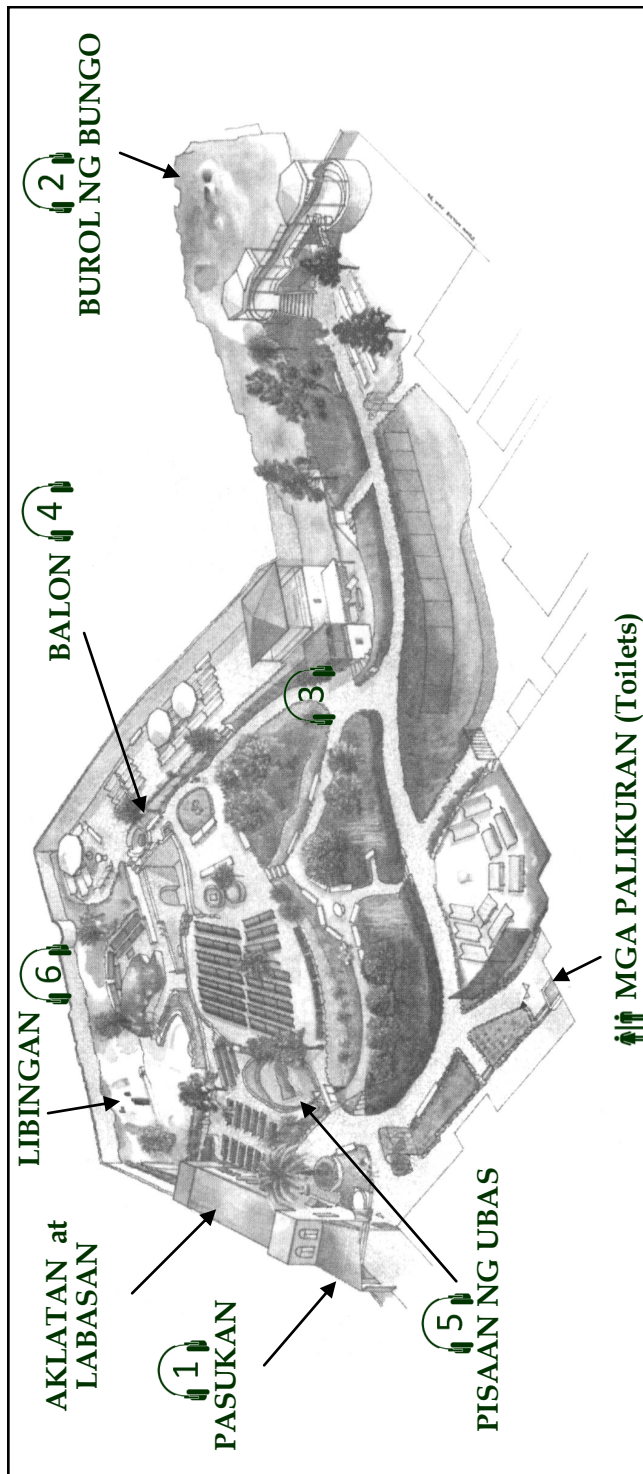 2
BUROL NG BUNGO
BALON 4
LIBINGAN 6
AKLATAN at
LABASAN
1
PASUKAN
3
5
PISAAN NG UBAS
MGA PALIKURAN (Toilets)